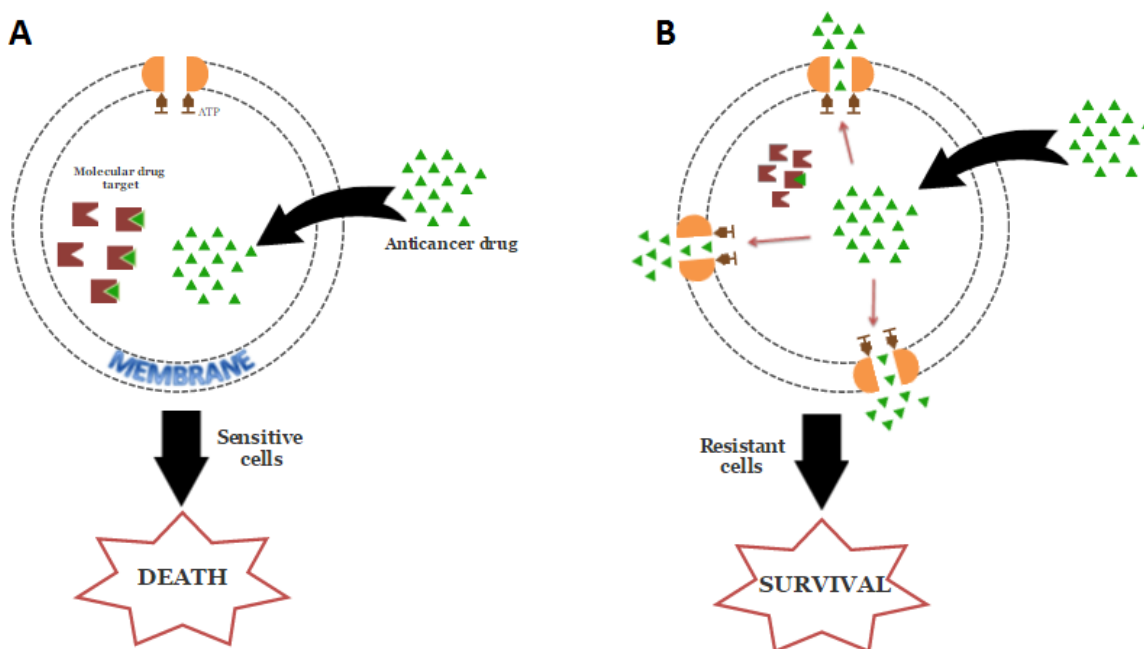 A
B
ATP
Molecular drug
target
Anticancer drug
MEMBRANE
Sensitive
cells
Resistant
cells
DEATH
SURVIVAL